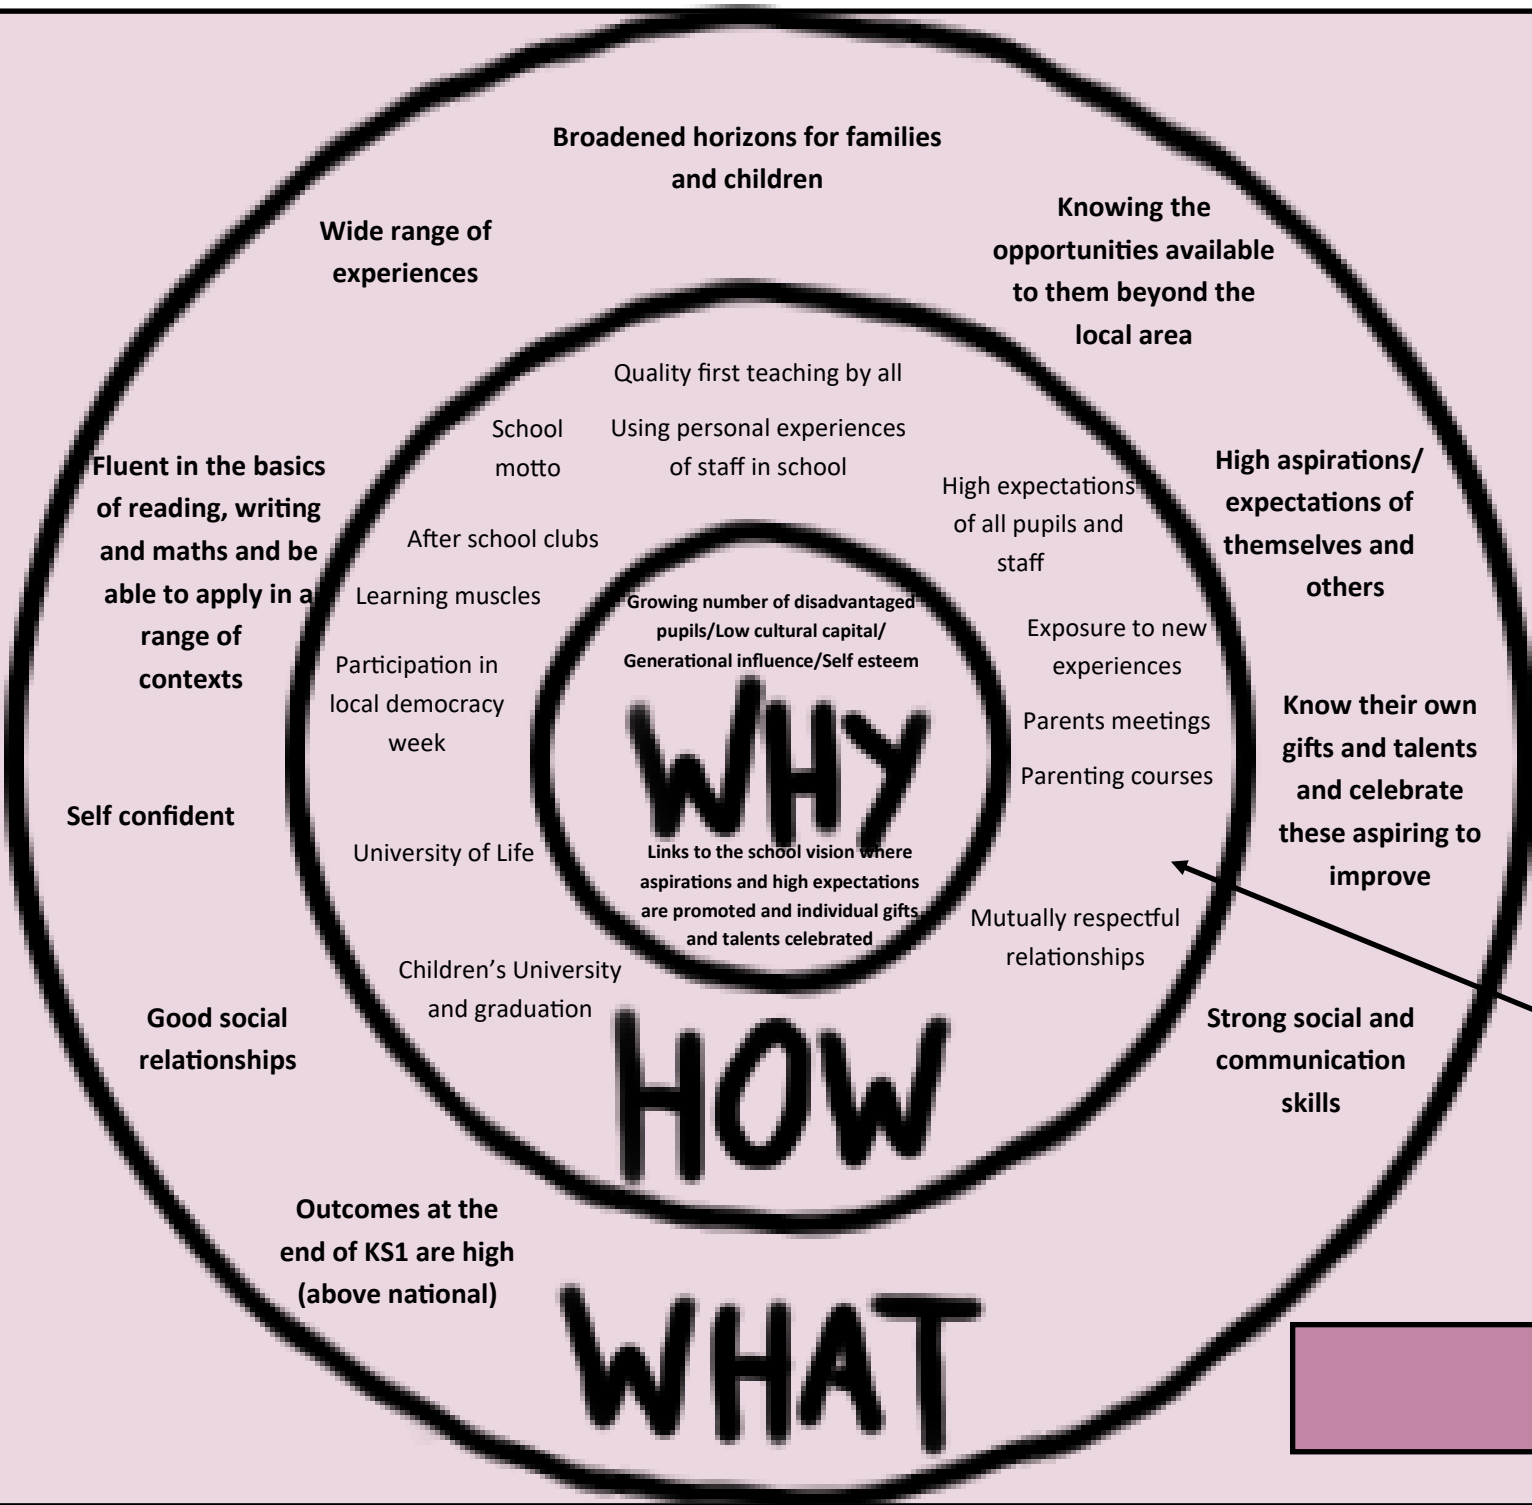 Broadened horizons for families
and children
Wide range of
experiences
Knowing the
opportunities available
to them beyond the
local area
Fluent in the basics
of reading, writing
and maths and be
able to apply in a
range of
contexts
High aspirations/
expectations of
themselves and
others
Self confident
Know their own
gifts and talents
and celebrate
these aspiring to
improve
Good social
relationships
Strong social and
communication
skills
Outcomes at the
end of KS1 are high
(above national)
WHAT
Quality first teaching by all
School
motto
Using personal experiences
of staff in school
High expectations
of all pupils and
staff
After school clubs
Learning muscles
Exposure to new
experiences
Participation in
local democracy
week
Parents meetings
Parenting courses
University of Life
Mutually respectful
relationships
Children’s University
and graduation
HOW
Growing number of disadvantaged
pupils/Low cultural capital/
Generational influence/Self esteem
WHY
Links to the school vision where
aspirations and high expectations
are promoted and individual gifts
and talents celebrated